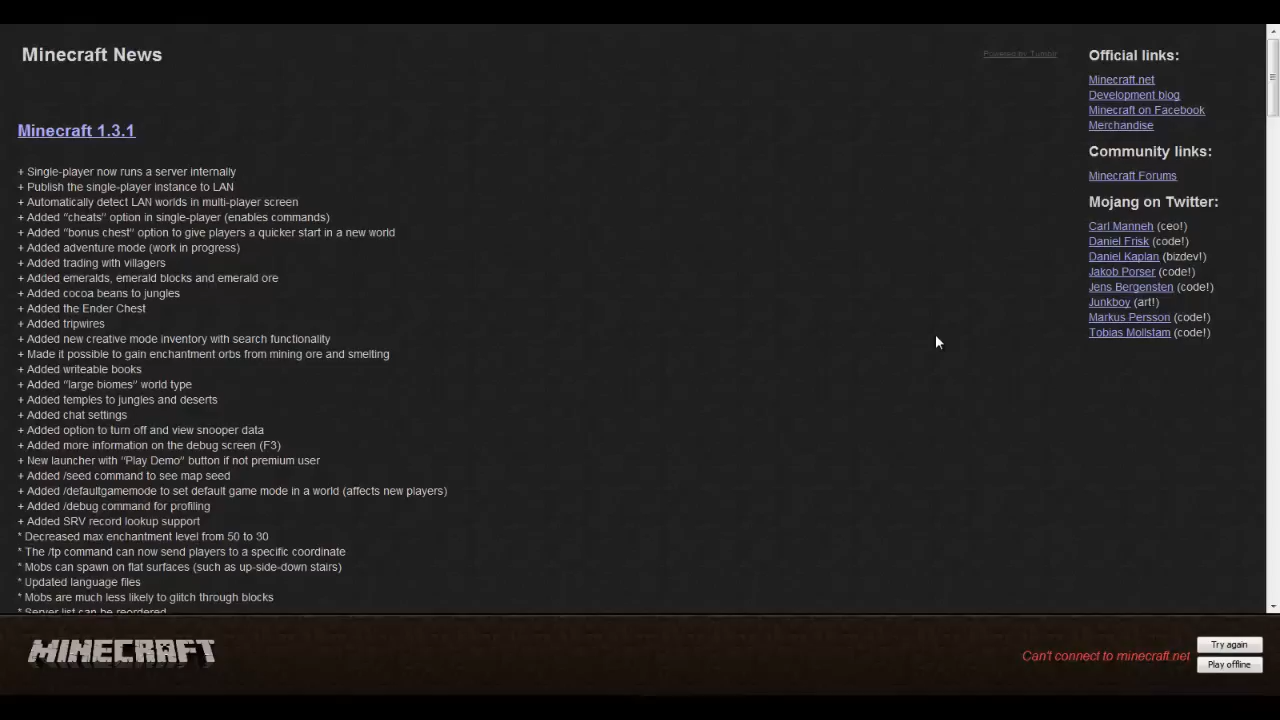 Minecraft News
Powered by Tumblr
Minecraft 1.3.1
+ Single-player now runs a server internally
+ Publish the single-player instance to LAN
+ Automatically detect LAN worlds in multi-player screen
+ Added "cheats" option in single-player (enables commands)
+ Added "bonus chest" option to give players a quicker start in a new world
+ Added adventure mode (work in progress)
+ Added trading with villagers
+ Added emeralds, emerald blocks and emerald ore
+ Added cocoa beans to jungles
+ Added the Ender Chest
+ Added tripwires
+ Added new creative mode inventory with search functionality
+ Made it possible to gain enchantment orbs from mining ore and smelting
+ Added writeable books
+ Added "large biomes" world type
+ Added temples to jungles and deserts
+ Added chat settings
+ Added option to turn off and view snooper data
+ Added more information on the debug screen (F3)
+ New launcher with "Play Demo" button if not premium user
+ Added /seed command to see map seed
+ Added /defaultgamemode to set default game mode in a world (affects new players)
+ Added /debug command for profiling
+ Added SRV record lookup support
* Decreased max enchantment level from 50 to 30
* The /tp command can now send players to a specific coordinate
* Mobs can spawn on flat surfaces (such as up-side-down stairs)
* Updated language files
* Mobs are much less likely to glitch through blocks
* Server list can be reordered
Official links:
Minecraft.net
Development blog
Minecraft on Facebook
Merchandise
Community links:
Minecraft Forums
Mojang on Twitter:
Carl Manneh (ceo!)
Daniel Frisk (code!)
Daniel Kaplan (bizdev!)
Jakob Porser (code!)
Jens Bergensten (code!)
Junkboy (art!)
Markus Persson (code!)
Tobias Mollstam (code!)
MINECRAFT
Can't connect to minecraft.net
Try again
Play offline